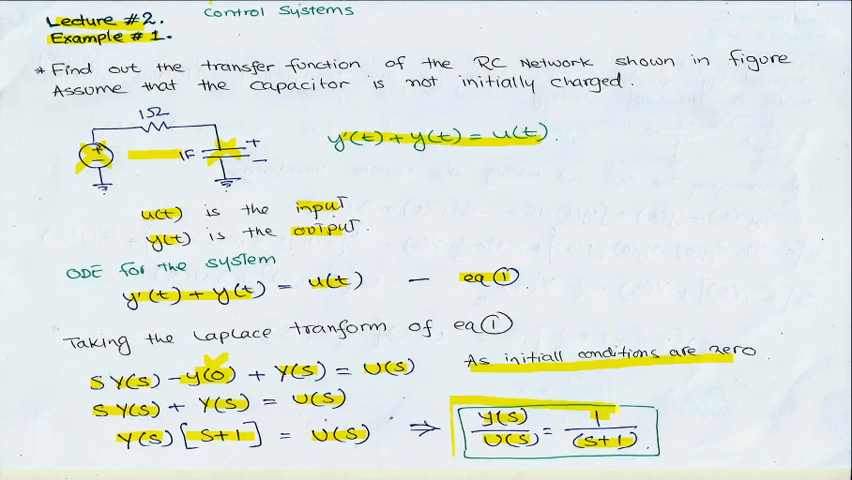 Control Systems
Lecture #2.
Example #1.
* Find out the transfer function of the RC Network shown in figure
Assume that the capacitor is not initially charged.
1Ω
y'(t) + y(t) = u(t).
+
1F
+
−
−
u(t) is the input
y(t) is the output.
ODE for the system
y'(t) + y(t) = u(t) — eq ①
Taking the Laplace tranform of eq ①
As initiall conditions are zero
SY(s) − y(0) + Y(s) = U(s)
SY(s) + Y(s) = U(s)
Y(s) [s+1] = U(s) ⇒ y(s)/U(s) = 1/(s+1).